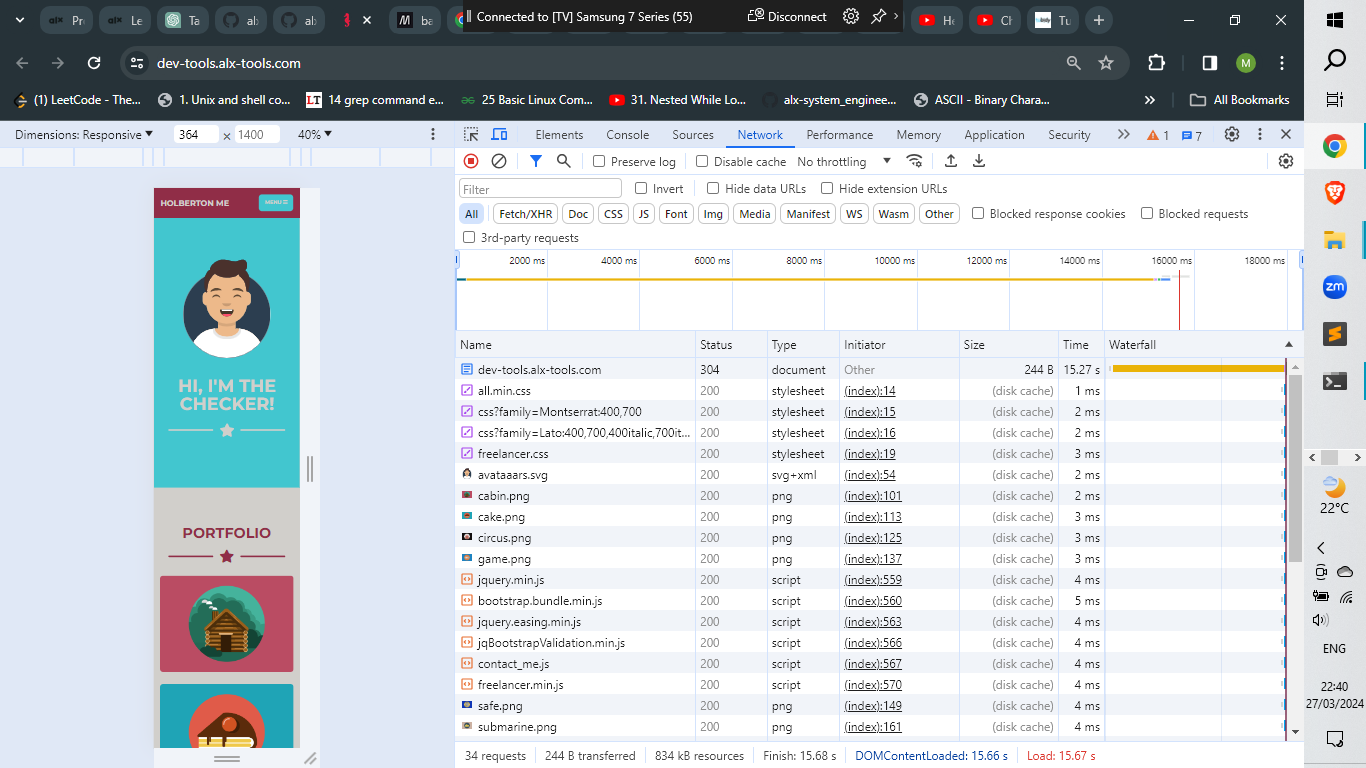 Pr
Le
Ta
ab
ab
ba
Connected to [TV] Samsung 7 Series (55)
Disconnect
He
Cl
Tu
dev-tools.alx-tools.com
M
(1) LeetCode - The...
1. Unix and shell co...
14 grep command e...
25 Basic Linux Com...
31. Nested While Lo...
alx-system_enginee...
ASCII - Binary Chara...
All Bookmarks
Dimensions: Responsive
364 × 1400
40%
Elements Console Sources Network Performance Memory Application Security
1 7
Preserve log Disable cache No throttling
Filter
Invert Hide data URLs Hide extension URLs
All Fetch/XHR Doc CSS JS Font Img Media Manifest WS Wasm Other Blocked response cookies Blocked requests
3rd-party requests
2000 ms 4000 ms 6000 ms 8000 ms 10000 ms 12000 ms 14000 ms 16000 ms 18000 ms
Name Status Type Initiator Size Time Waterfall
dev-tools.alx-tools.com 304 document Other 244 B 15.27 s
all.min.css 200 stylesheet (index):14 (disk cache) 1 ms
css?family=Montserrat:400,700 200 stylesheet (index):15 (disk cache) 2 ms
css?family=Lato:400,700,400italic,700it... 200 stylesheet (index):16 (disk cache) 2 ms
freelancer.css 200 stylesheet (index):19 (disk cache) 3 ms
avataaars.svg 200 svg+xml (index):54 (disk cache) 2 ms
cabin.png 200 png (index):101 (disk cache) 2 ms
cake.png 200 png (index):113 (disk cache) 3 ms
circus.png 200 png (index):125 (disk cache) 3 ms
game.png 200 png (index):137 (disk cache) 3 ms
jquery.min.js 200 script (index):559 (disk cache) 4 ms
bootstrap.bundle.min.js 200 script (index):560 (disk cache) 5 ms
jquery.easing.min.js 200 script (index):563 (disk cache) 4 ms
jqBootstrapValidation.min.js 200 script (index):566 (disk cache) 4 ms
contact_me.js 200 script (index):567 (disk cache) 4 ms
freelancer.min.js 200 script (index):570 (disk cache) 4 ms
safe.png 200 png (index):149 (disk cache) 4 ms
submarine.png 200 png (index):161 (disk cache) 4 ms
34 requests 244 B transferred 834 kB resources Finish: 15.68 s DOMContentLoaded: 15.66 s Load: 15.67 s
HOLBERTON ME
MENU
HI, I'M THE
CHECKER!
PORTFOLIO
zm
22°C
ENG
22:40
27/03/2024